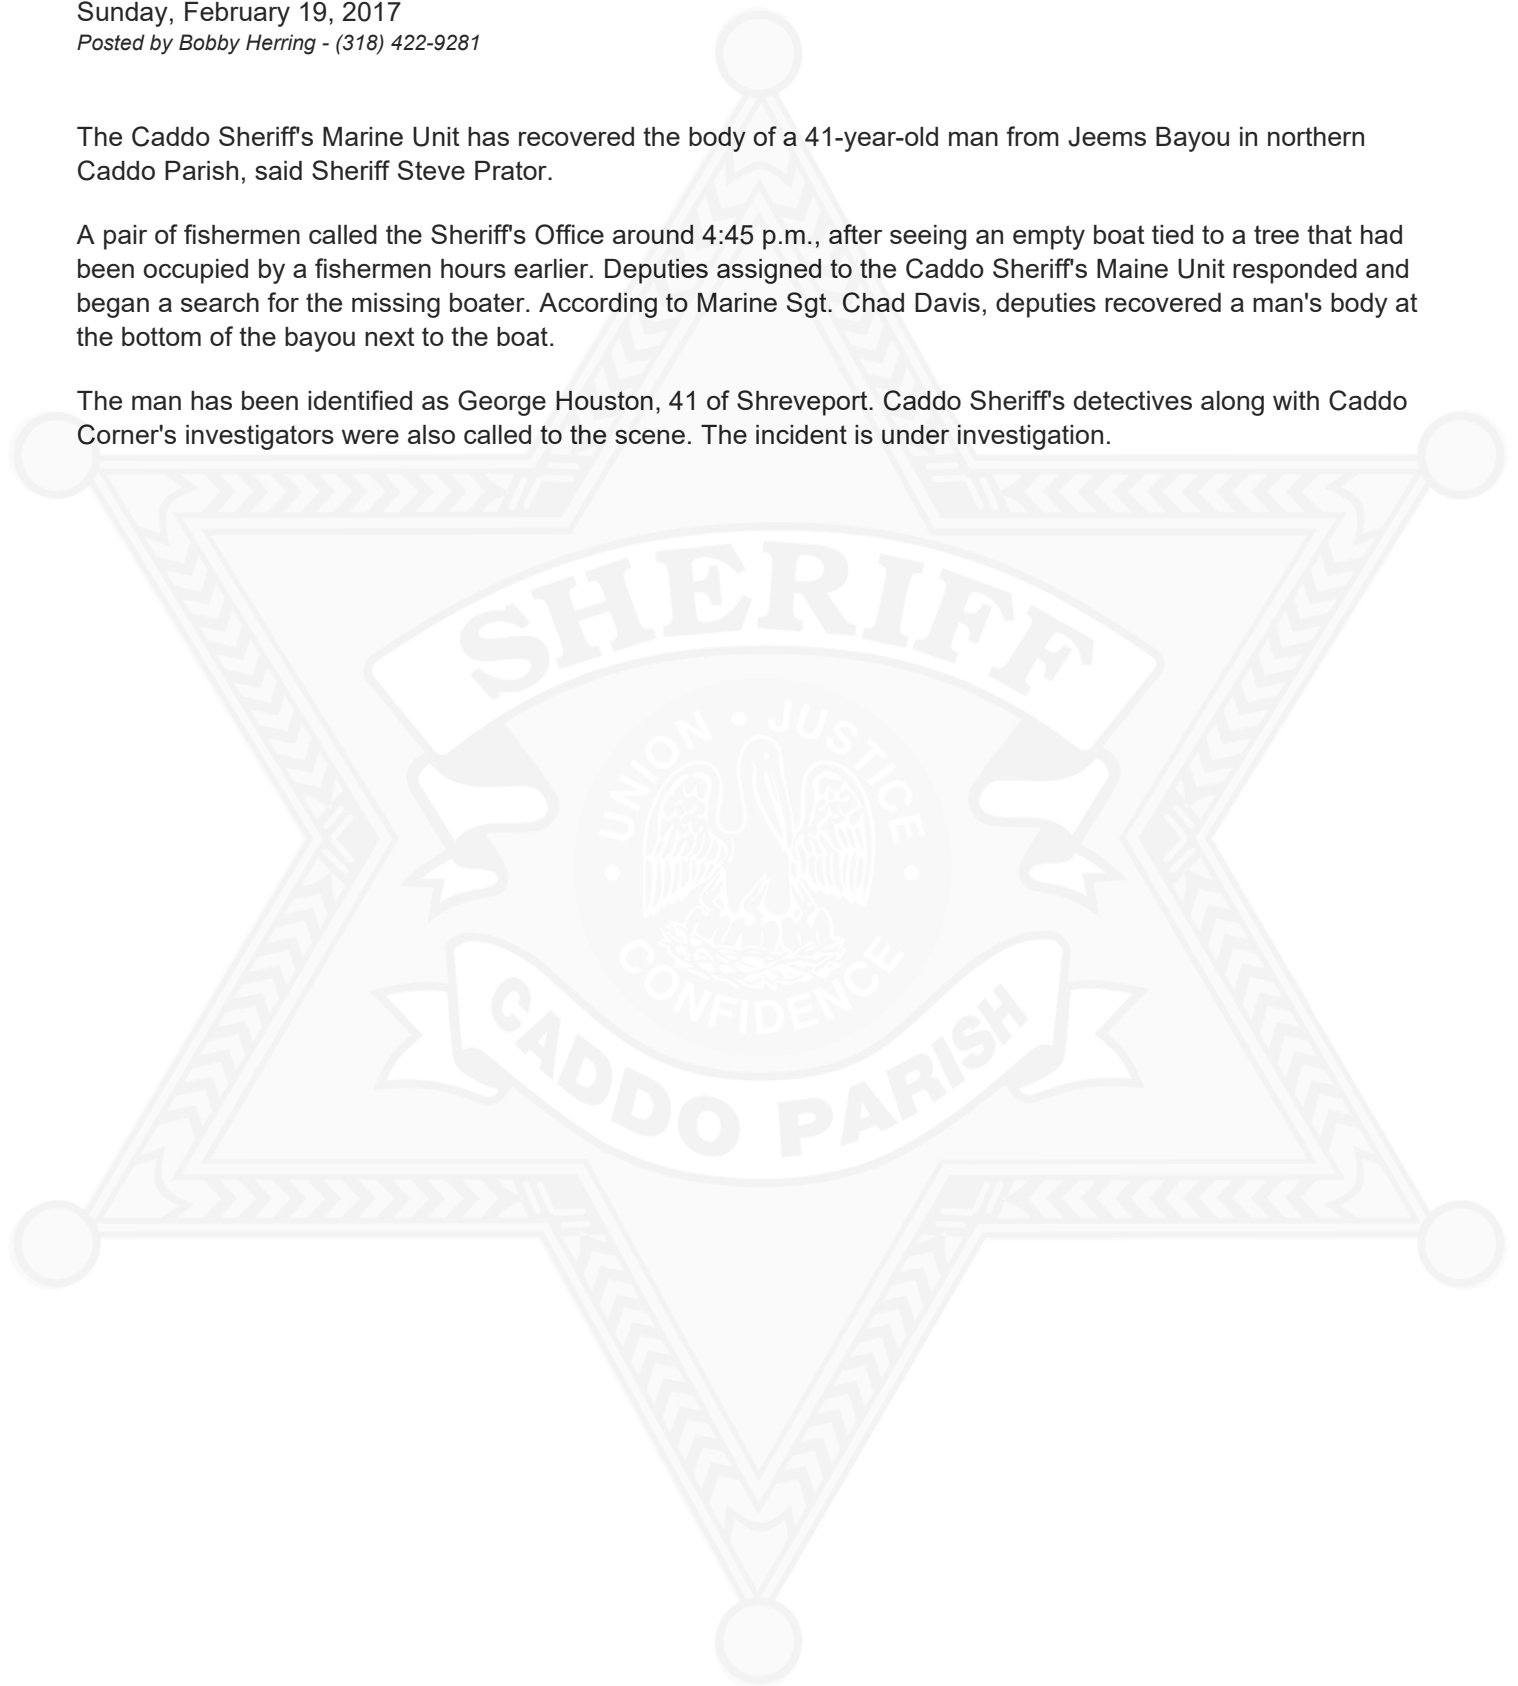 Sunday, February 19, 2017
Posted by Bobby Herring - (318) 422-9281
The Caddo Sheriff's Marine Unit has recovered the body of a 41-year-old man from Jeems Bayou in northern
Caddo Parish, said Sheriff Steve Prator.
A pair of fishermen called the Sheriff's Office around 4:45 p.m., after seeing an empty boat tied to a tree that had
been occupied by a fishermen hours earlier. Deputies assigned to the Caddo Sheriff's Maine Unit responded and
began a search for the missing boater. According to Marine Sgt. Chad Davis, deputies recovered a man's body at
the bottom of the bayou next to the boat.
The man has been identified as George Houston, 41 of Shreveport. Caddo Sheriff's detectives along with Caddo
Corner's investigators were also called to the scene. The incident is under investigation.
SHERIFF
UNION • JUSTICE
• CONFIDENCE •
CADDO PARISH